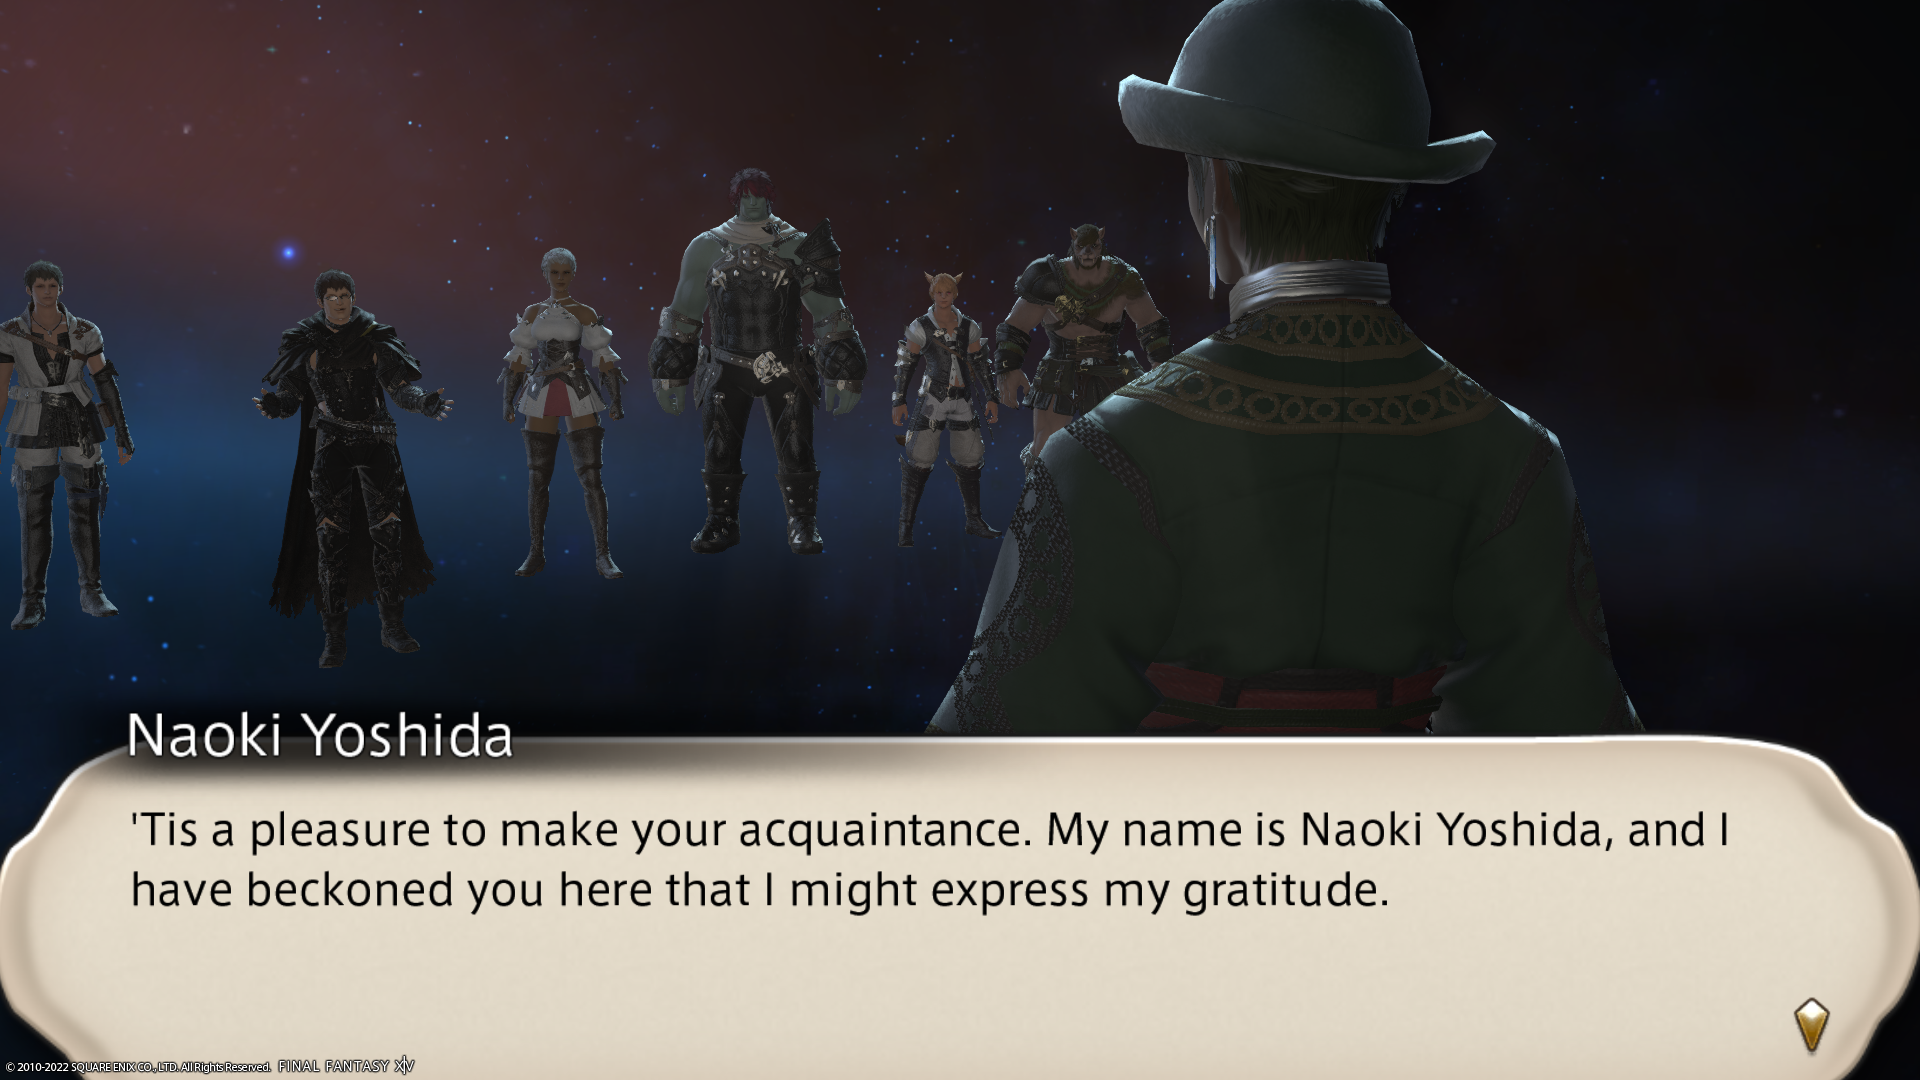 Naoki Yoshida
'Tis a pleasure to make your acquaintance. My name is Naoki Yoshida, and I
have beckoned you here that I might express my gratitude.
© 2010-2022 SQUARE ENIX CO., LTD. All Rights Reserved. FINAL FANTASY XIV